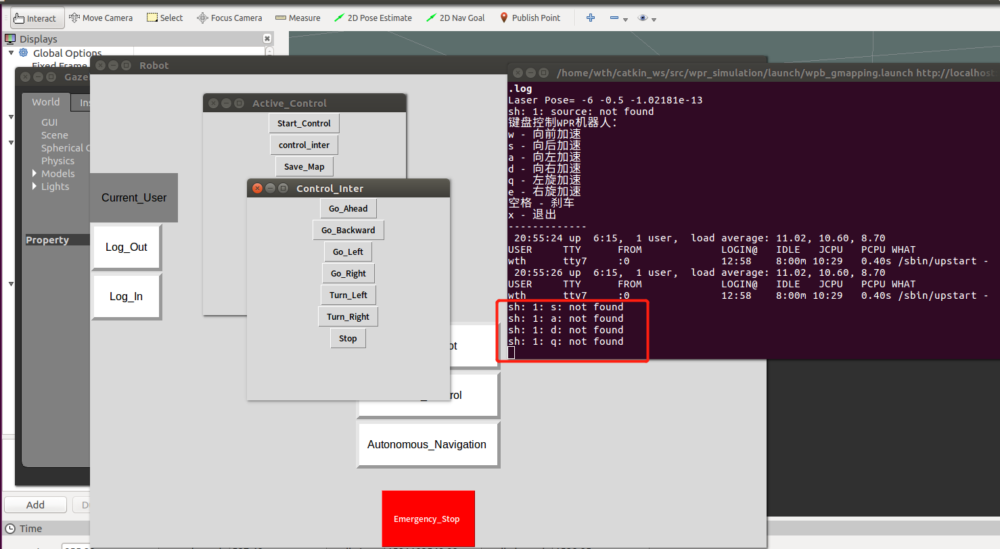 Interact Move Camera Select Focus Camera Measure 2D Pose Estimate 2D Nav Goal Publish Point
Displays
Global Options
Fixed Frame
Robot
Gazel
World
GUI
Scene
Spherical
Physics
Models
Lights
Property
Current_User
Log_Out
Log_In
Active_Control
Start_Control
control_inter
Save_Map
Control_Inter
Go_Ahead
Go_Backward
Go_Left
Go_Right
Turn_Left
Turn_Right
Stop
Autonomous_Navigation
Emergency_Stop
/home/wth/catkin_ws/src/wpr_simulation/launch/wpb_gmapping.launch http://localhost:
.log
Laser Pose= -6 -0.5 -1.02181e-13
sh: 1: source: not found
键盘控制WPR机器人:
w - 向前加速
s - 向后加速
a - 向左加速
d - 向右加速
q - 左旋加速
e - 右旋加速
空格 - 刹车
x - 退出
-------------
20:55:24 up 6:15, 1 user, load average: 11.02, 10.60, 8.70
USER TTY FROM LOGIN@ IDLE JCPU PCPU WHAT
wth tty7 :0 12:58 8:00m 10:29 0.40s /sbin/upstart -
20:55:26 up 6:15, 1 user, load average: 11.02, 10.60, 8.70
USER TTY FROM LOGIN@ IDLE JCPU PCPU WHAT
wth tty7 :0 12:58 8:00m 10:29 0.40s /sbin/upstart -
sh: 1: s: not found
sh: 1: a: not found
sh: 1: d: not found
sh: 1: q: not found
Add
Time